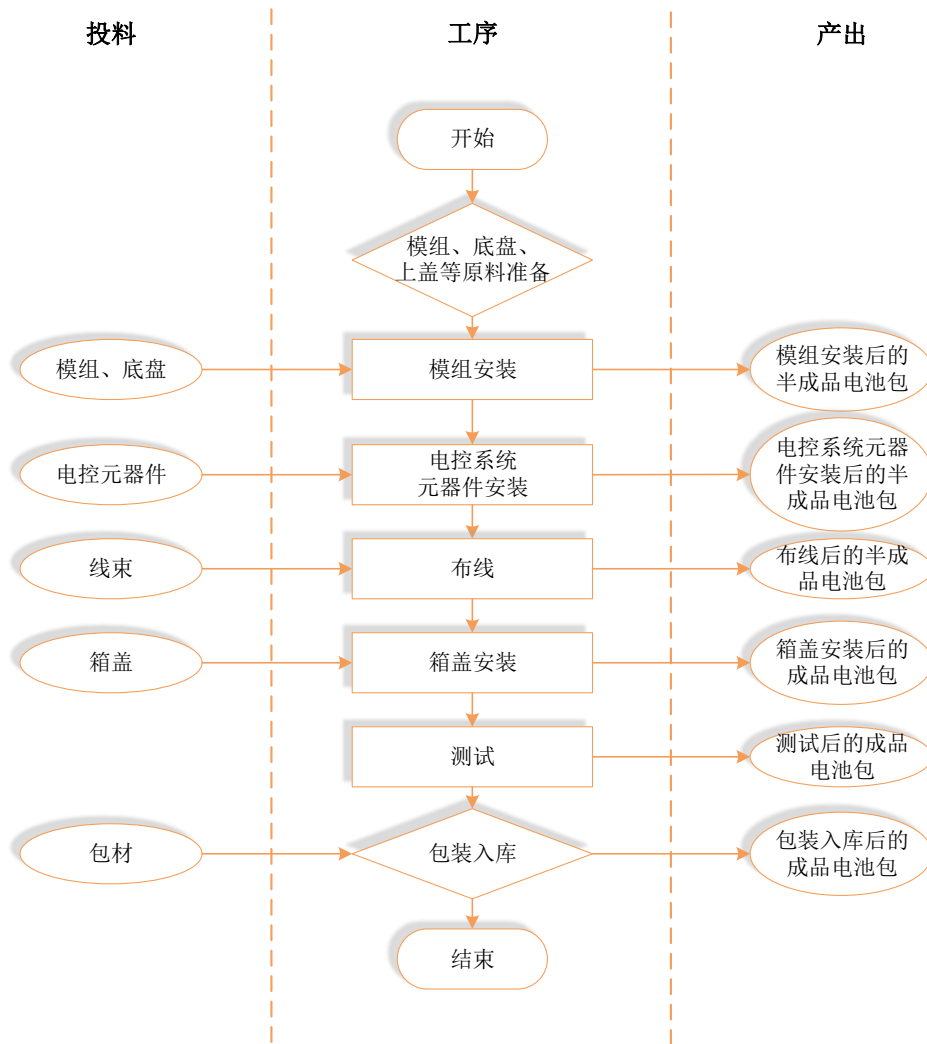 投料
工序
产出
开始
模组、底盘、
上盖等原料准备
模组、底盘
模组安装
模组安装后的
半成品电池包
电控元器件
电控系统
元器件安装
电控系统元器
件安装后的半
成品电池包
线束
布线
布线后的半成
品电池包
箱盖
箱盖安装
箱盖安装后的
成品电池包
测试
测试后的成品
电池包
包材
包装入库
包装入库后的
成品电池包
结束